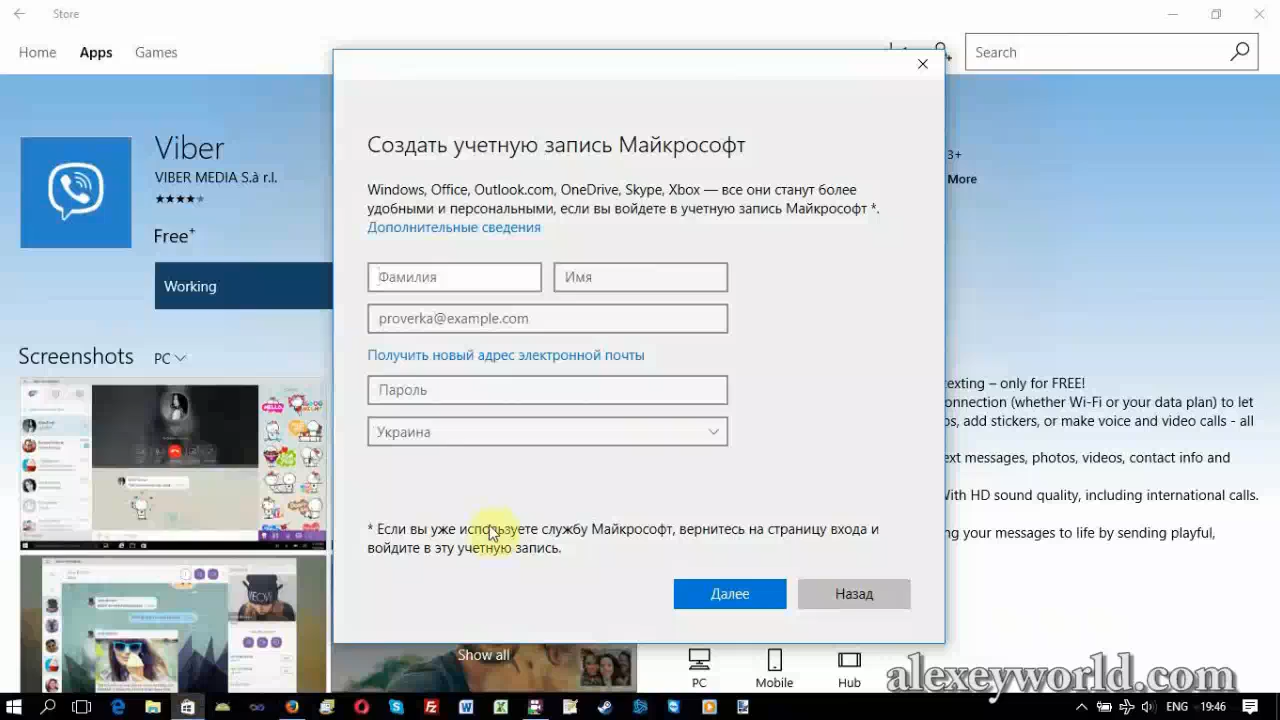 Store
Home Apps Games
Search
Viber
VIBER MEDIA S.à r.l.
Free+
Working
3+
More
Screenshots PC
Создать учетную запись Майкрософт
Windows, Office, Outlook.com, OneDrive, Skype, Xbox — все они станут более
удобными и персональными, если вы войдете в учетную запись Майкрософт *.
Дополнительные сведения
Фамилия Имя
proverka@example.com
Получить новый адрес электронной почты
Пароль
Украина
* Если вы уже используете службу Майкрософт, вернитесь на страницу входа и
войдите в эту учетную запись.
Далее Назад
texting – only for FREE!
connection (whether Wi-Fi or your data plan) to let
add stickers, or make voice and video calls - all
text messages, photos, videos, contact info and
With HD sound quality, including international calls.
your messages to life by sending playful,
Show all
PC Mobile Hub
alexeyworld.com
ENG 19:46